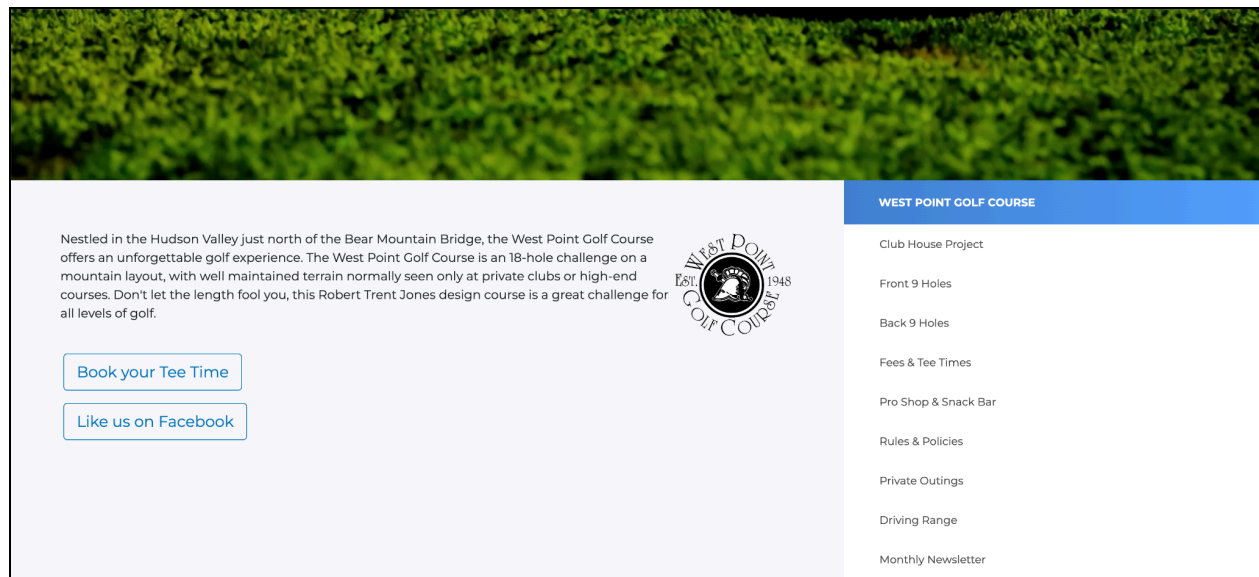 Nestled in the Hudson Valley just north of the Bear Mountain Bridge, the West Point Golf Course
offers an unforgettable golf experience. The West Point Golf Course is an 18-hole challenge on a
mountain layout, with well maintained terrain normally seen only at private clubs or high-end
courses. Don't let the length fool you, this Robert Trent Jones design course is a great challenge for
all levels of golf.
WEST POINT
EST. 1948
GOLF COURSE
Book your Tee Time
Like us on Facebook
WEST POINT GOLF COURSE
Club House Project
Front 9 Holes
Back 9 Holes
Fees & Tee Times
Pro Shop & Snack Bar
Rules & Policies
Private Outings
Driving Range
Monthly Newsletter